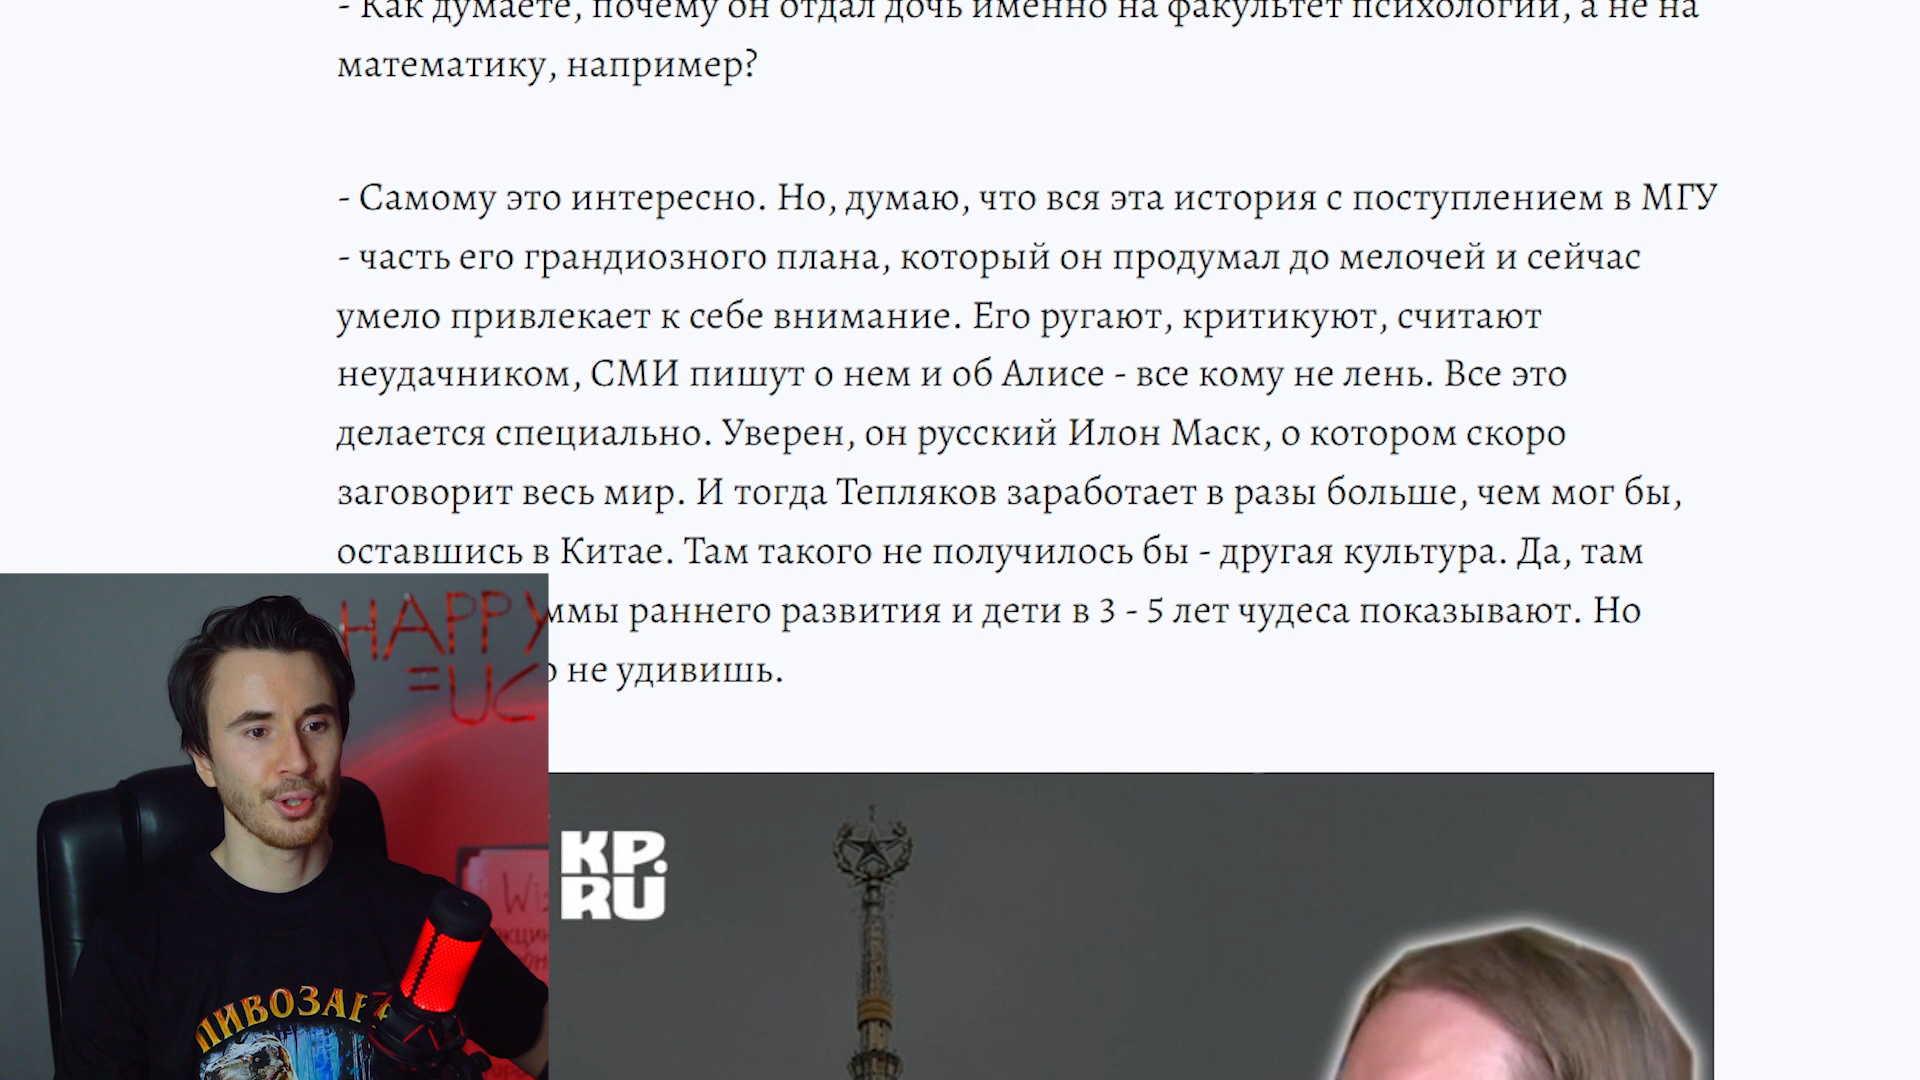 - Как думаете, почему он отдал дочь именно на факультет психологии, а не на
математику, например?
- Самому это интересно. Но, думаю, что вся эта история с поступлением в МГУ
- часть его грандиозного плана, который он продумал до мелочей и сейчас
умело привлекает к себе внимание. Его ругают, критикуют, считают
неудачником, СМИ пишут о нем и об Алисе - все кому не лень. Все это
делается специально. Уверен, он русский Илон Маск, о котором скоро
заговорит весь мир. И тогда Тепляков заработает в разы больше, чем мог бы,
оставшись в Китае. Там такого не получилось бы - другая культура. Да, там
ммы раннего развития и дети в 3 - 5 лет чудеса показывают. Но
не удивишь.
HAPPY
=UC
KP.
RU